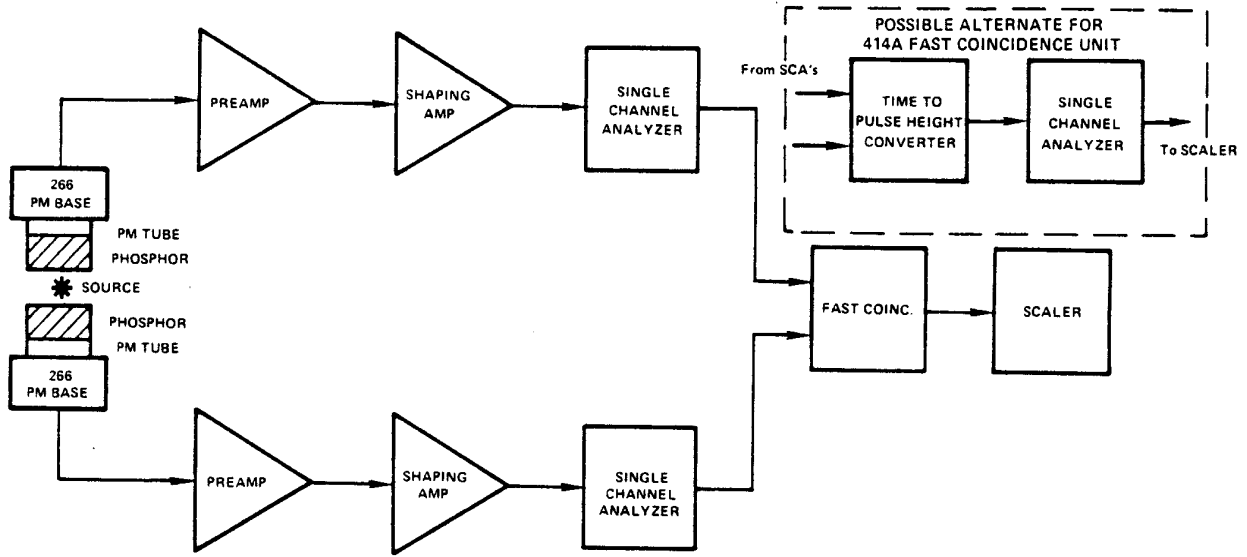 POSSIBLE ALTERNATE FOR
414A FAST COINCIDENCE UNIT
From SCA's
TIME TO
PULSE HEIGHT
CONVERTER
SINGLE
CHANNEL
ANALYZER
To SCALER
PREAMP
SHAPING
AMP
SINGLE
CHANNEL
ANALYZER
266
PM BASE
PM TUBE
PHOSPHOR
SOURCE
PHOSPHOR
PM TUBE
266
PM BASE
FAST COINC.
SCALER
PREAMP
SHAPING
AMP
SINGLE
CHANNEL
ANALYZER